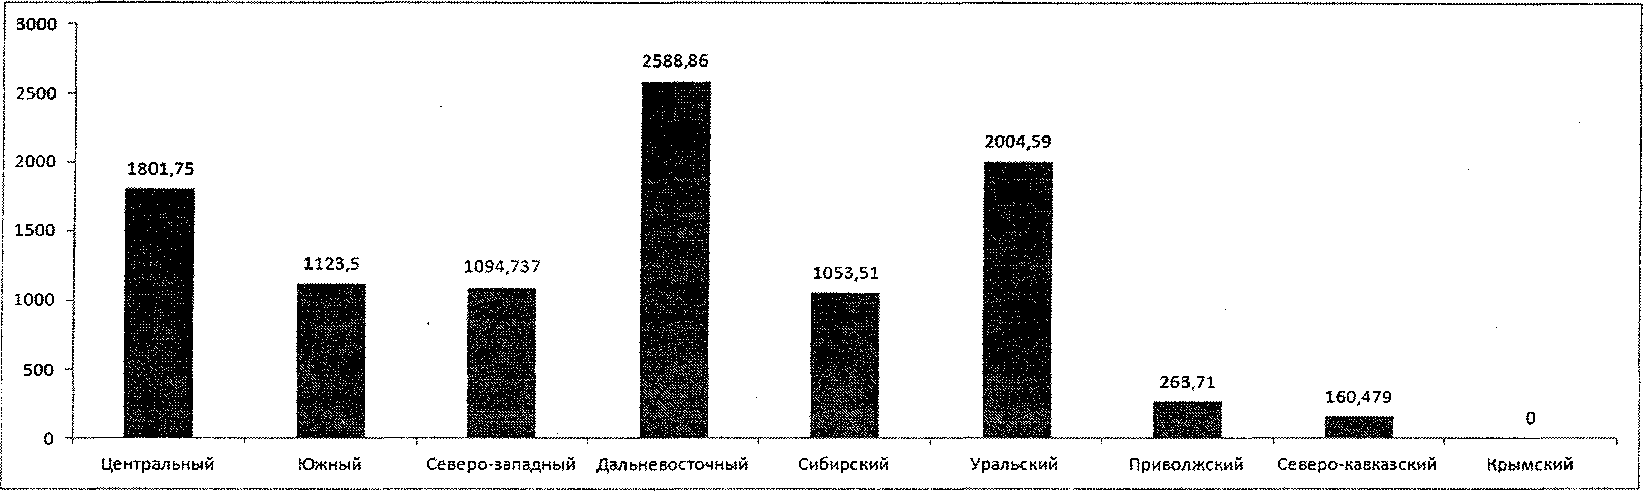 3000
2588,86
2500
2004,59
2000
1801,75
1500
1123,5
1094,737
1053,51
1000
500
263,71
160,479
0
0
Центральный
Южный
Северо-западный
Дальневосточный
Сибирский
Уральский
Приволжский
Северо-кавказский
Крымский